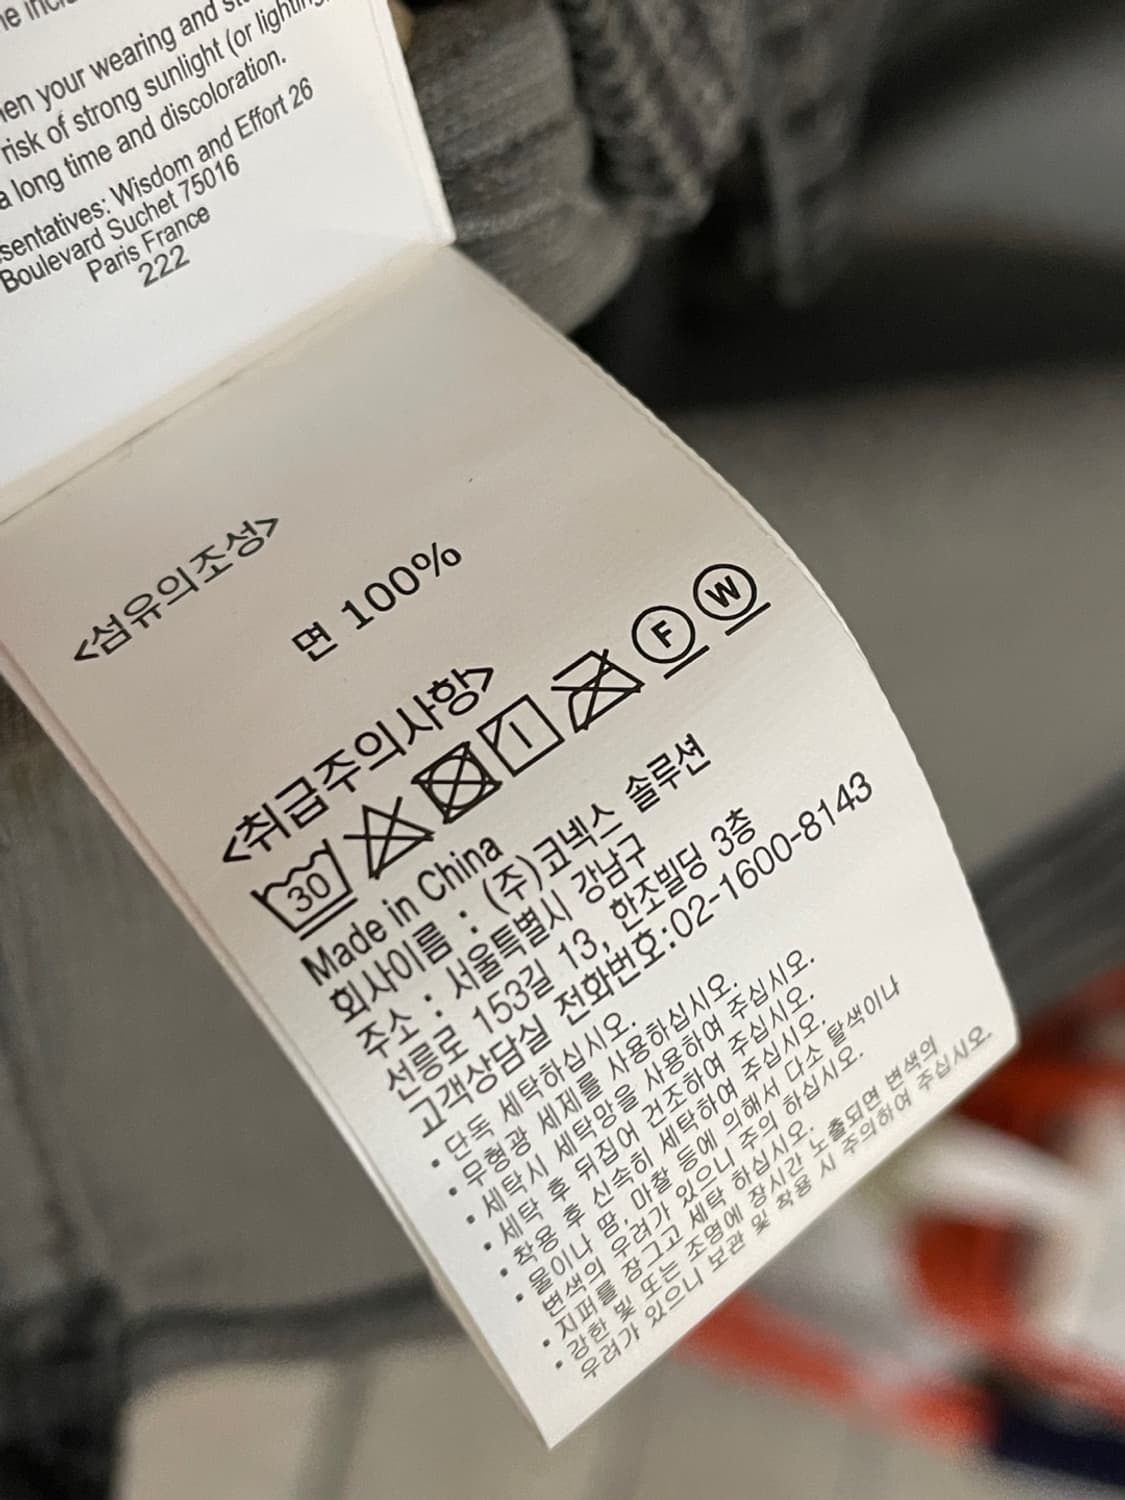 hen your wearing and
risk of strong sunlight (or lighting
a long time and discoloration.
sentatives: Wisdom and Effort 26
Boulevard Suchet 75016
Paris France
222
<섬유의조성>
면 100%
<취급주의사항>
30
F
W
Made in China
회사이름 : (주)코넥스 솔루션
주소 : 서울특별시 강남구
선릉로 153길 13, 한조빌딩 3층
고객상담실 전화번호:02-1600-8143
• 단독 세탁하십시오.
• 무형광 세제를 사용하십시오.
• 세탁시 세탁망을 사용하여 주십시오.
• 세탁 후 뒤집어 건조하여 주십시오.
• 착용 후 신속히 세탁하여 주십시오.
• 물이나 땀, 마찰 등에 의해서 다소 탈색이나
변색의 우려가 있으니 주의 하십시오.
• 지퍼를 잠그고 세탁 하십시오.
• 강한 빛 또는 조명에 장시간 노출되면 변색의
우려가 있으니 보관 및 착용 시 주의하여 주십시오.